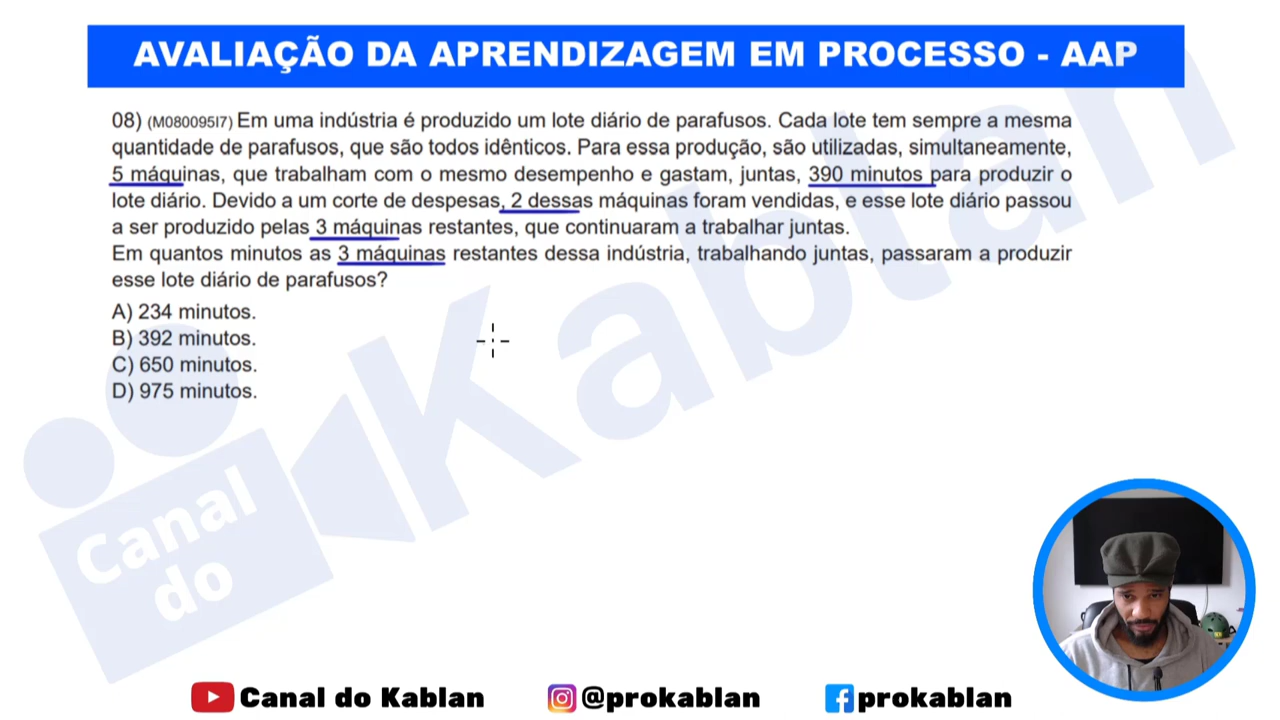 AVALIAÇÃO DA APRENDIZAGEM EM PROCESSO - AAP
08) (M080095I7) Em uma indústria é produzido um lote diário de parafusos. Cada lote tem sempre a mesma
quantidade de parafusos, que são todos idênticos. Para essa produção, são utilizadas, simultaneamente,
5 máquinas, que trabalham com o mesmo desempenho e gastam, juntas, 390 minutos para produzir o
lote diário. Devido a um corte de despesas, 2 dessas máquinas foram vendidas, e esse lote diário passou
a ser produzido pelas 3 máquinas restantes, que continuaram a trabalhar juntas.
Em quantos minutos as 3 máquinas restantes dessa indústria, trabalhando juntas, passaram a produzir
esse lote diário de parafusos?
A) 234 minutos.
B) 392 minutos.
C) 650 minutos.
D) 975 minutos.
Canal
do
Kablan
Canal do Kablan
@prokablan
prokablan